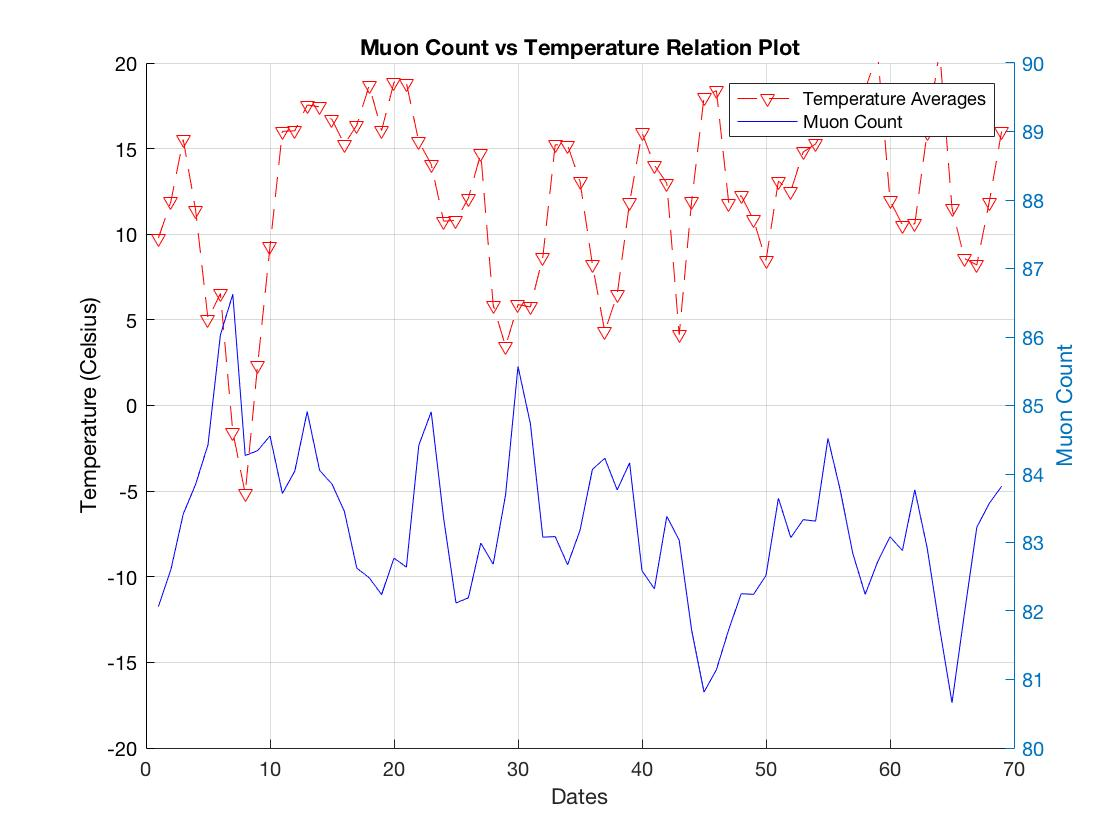 Muon Count vs Temperature Relation Plot
20
15
10
5
0
-5
-10
-15
-20
Temperature (Celsius)
Temperature Averages
Muon Count
90
89
88
87
86
85
84
83
82
81
80
Muon Count
0 10 20 30 40 50 60 70
Dates